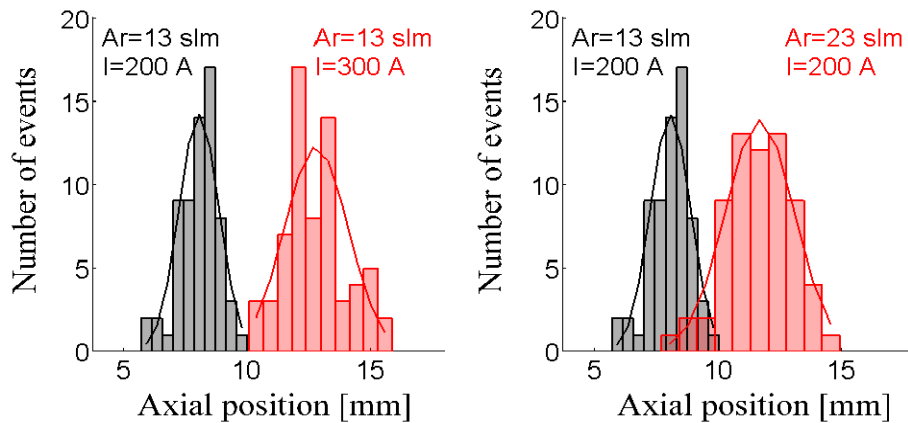 20
15
10
5
0
Number of events
Ar=13 slm
I=200 A
Ar=13 slm
I=300 A
5
10
15
Axial position [mm]
20
15
10
5
0
Number of events
Ar=13 slm
I=200 A
Ar=23 slm
I=200 A
5
10
15
Axial position [mm]